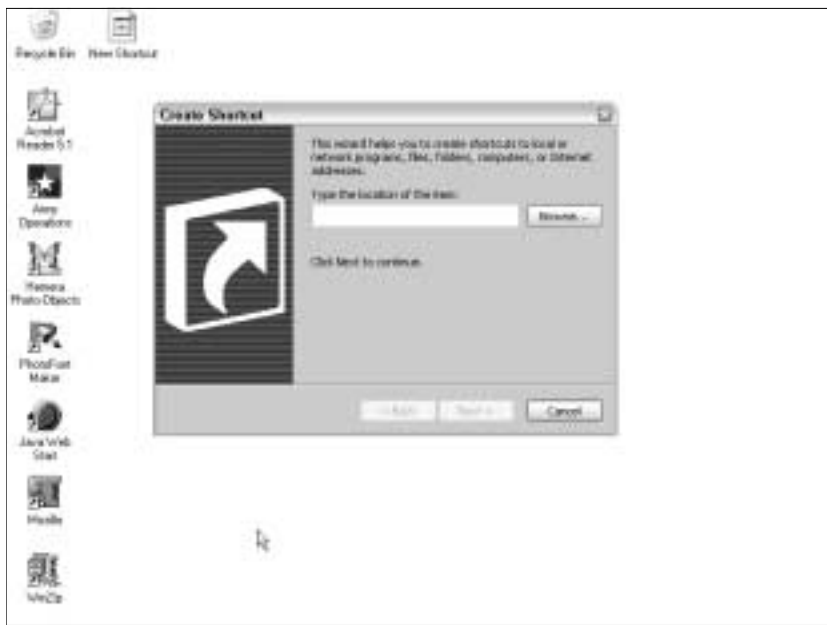 Recycle Bin
New Shortcut
Acrobat
Reader 5.1
Army
Operations
Hemera
Photo-Objects
PhotoFont
Maker
Java Web
Start
Mozilla
WinZip
Create Shortcut
This wizard helps you to create shortcuts to local or
network programs, files, folders, computers, or Internet
addresses.
Type the location of the item:
Browse...
Click Next to continue.
< Back
Next >
Cancel